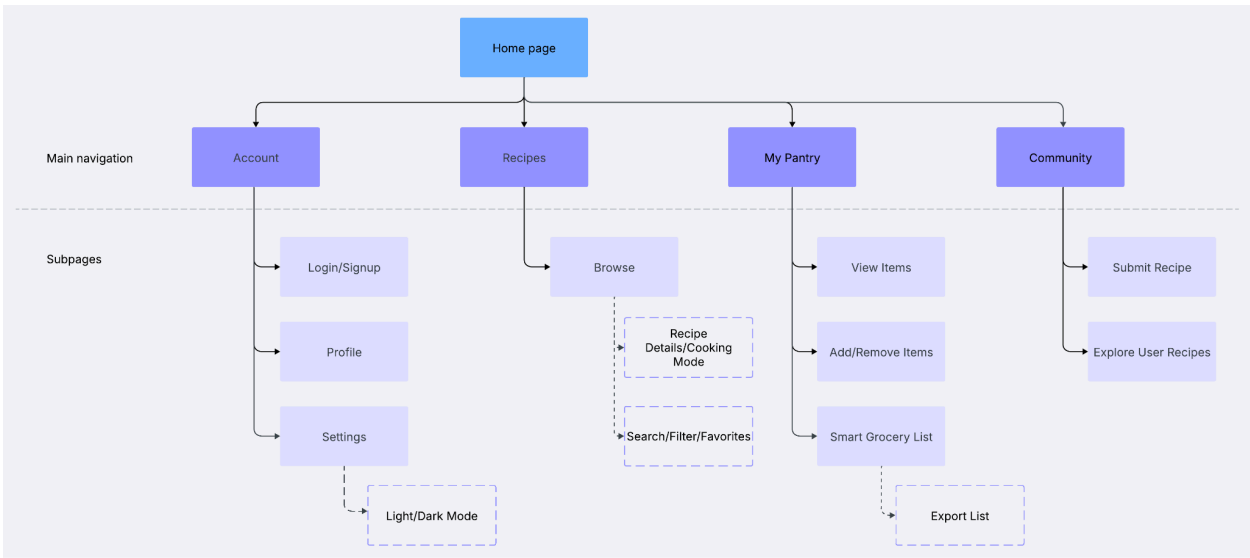 Home page
Main navigation
Account
Recipes
My Pantry
Community
Subpages
Login/Signup
Browse
View Items
Submit Recipe
Recipe
Details/Cooking
Mode
Profile
Add/Remove Items
Explore User Recipes
Settings
Search/Filter/Favorites
Smart Grocery List
Light/Dark Mode
Export List